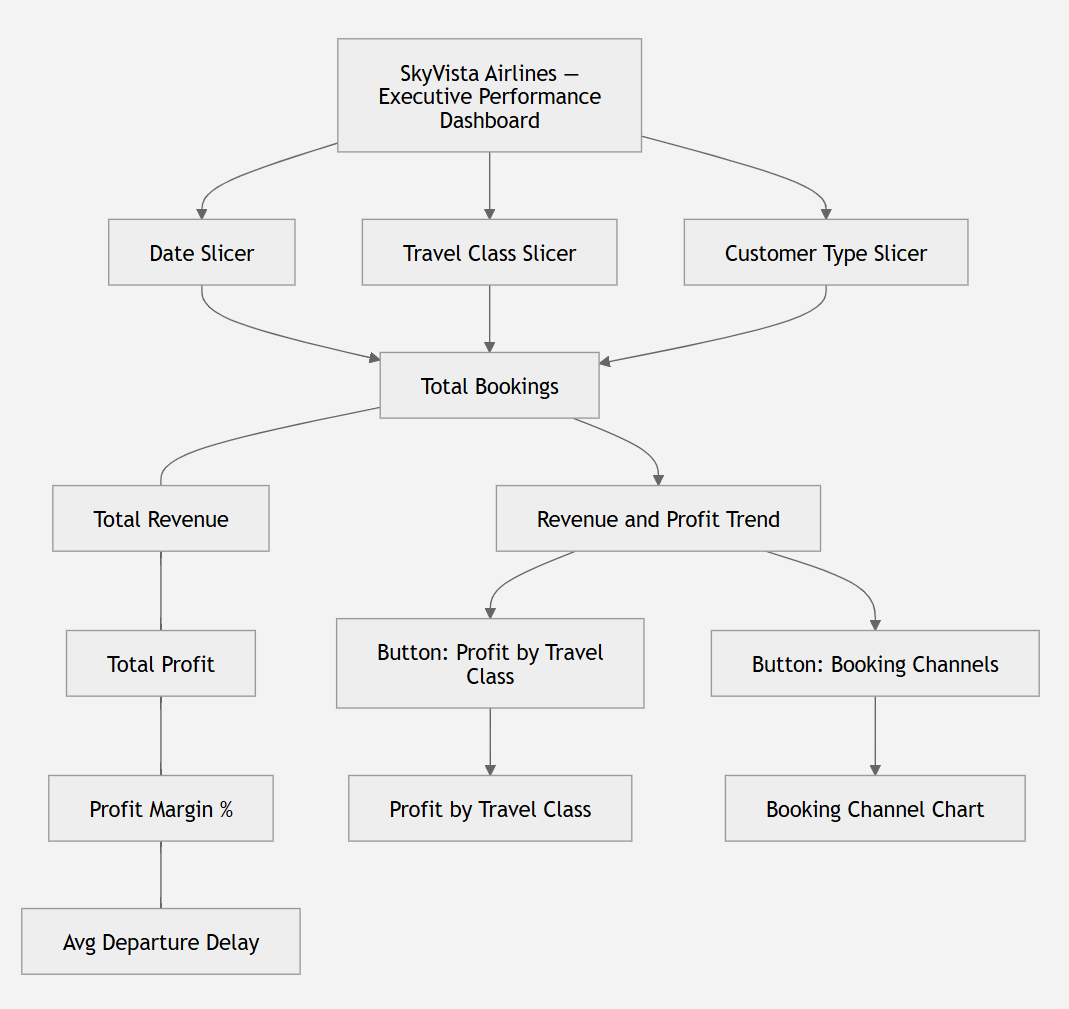 SkyVista Airlines —
Executive Performance
Dashboard
Date Slicer
Travel Class Slicer
Customer Type Slicer
Total Bookings
Total Revenue
Revenue and Profit Trend
Button: Profit by Travel
Class
Button: Booking Channels
Total Profit
Profit Margin %
Profit by Travel Class
Booking Channel Chart
Avg Departure Delay